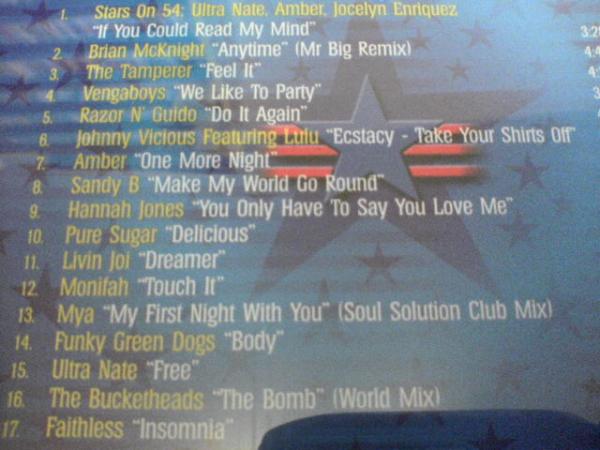 1. Stars On 54: Ultra Nate, Amber, Jocelyn Enriquez
"If You Could Read My Mind"
2. Brian McKnight "Anytime" (Mr Big Remix)
3. The Tamperer "Feel It"
4. Vengaboys "We Like To Party"
5. Razor N' Guido "Do It Again"
6. Johnny Vicious Featuring Lulu "Ecstacy - Take Your Shirts Off"
7. Amber "One More Night"
8. Sandy B "Make My World Go Round"
9. Hannah Jones "You Only Have To Say You Love Me"
10. Pure Sugar "Delicious"
11. Livin Joi "Dreamer"
12. Monifah "Touch It"
13. Mya "My First Night With You" (Soul Solution Club Mix)
14. Funky Green Dogs "Body"
15. Ultra Nate "Free"
16. The Bucketheads "The Bomb" (World Mix)
17. Faithless "Insomnia"